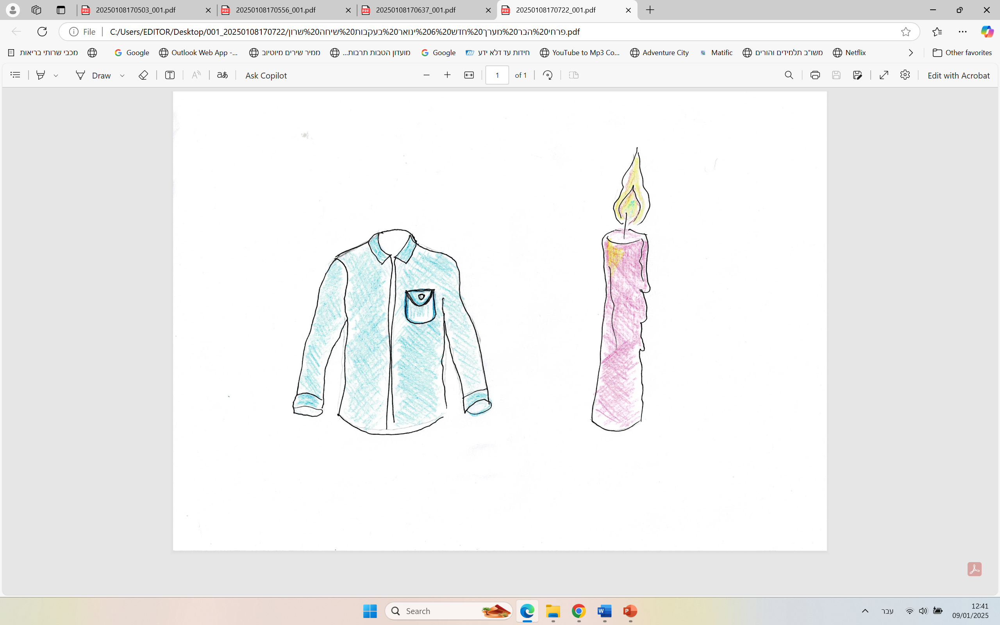 20250108170503_001.pdf
20250108170556_001.pdf
20250108170637_001.pdf
20250108170722_001.pdf
File
C:/Users/EDITOR/Desktop/001_20250108170722/פרחי%20הבר%20מערך%20חדש%206%20ינואר%20בעקבות%20שיחה%20שרון.pdf
מכבי שרותי בריאות
Google
Outlook Web App -...
ממיר שירים מיוטיוב
מועדון הטבות תרבות...
Google
חידות עד דלא ידע
YouTube to Mp3 Co...
Adventure City
Matific
משו"ב תלמידים והורים
Netflix
Other favorites
Draw
aあ
Ask Copilot
1
of 1
Edit with Acrobat
Search
עבר
12:41
09/01/2025